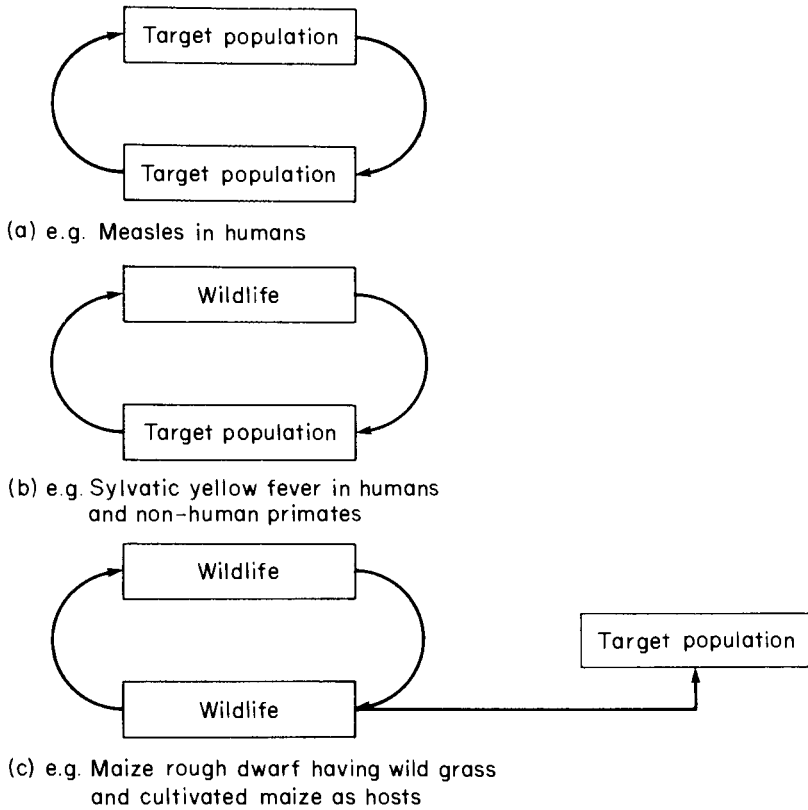 Target population
Target population
(a) e.g. Measles in humans
Wildlife
Target population
(b) e.g. Sylvatic yellow fever in humans
and non-human primates
Wildlife
Target population
Wildlife
(c) e.g. Maize rough dwarf having wild grass
and cultivated maize as hosts